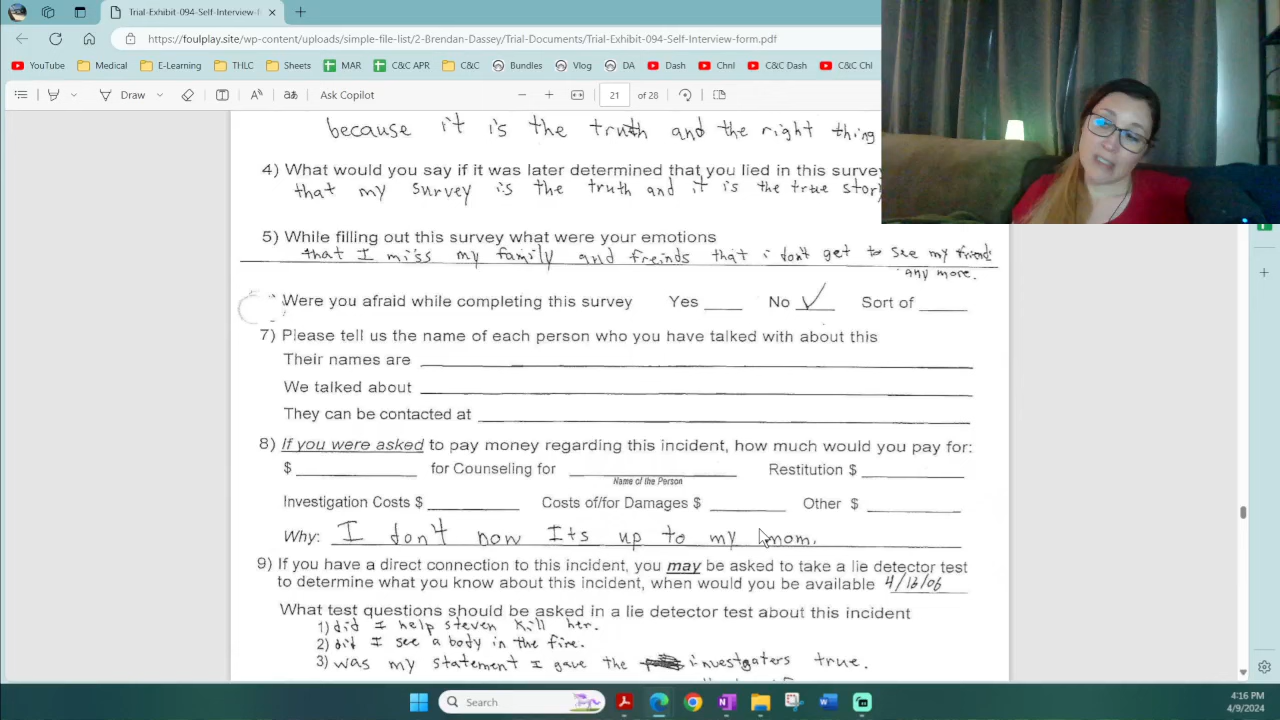 Trial-Exhibit-094-Self-Interview-f
https://foulplay.site/wp-content/uploads/simple-file-list/2-Brendan-Dassey/Trial-Documents/Trial-Exhibit-094-Self-Interview-form.pdf
YouTube Medical E-Learning THLC Sheets MAR C&C APR C&C Bundles Vlog DA Dash Chnl C&C Dash C&C Chl
Draw Ask Copilot 21 of 28
because it is the truth and the right thing
4) What would you say if it was later determined that you lied in this survey
that my survey is the truth and it is the true story
5) While filling out this survey what were your emotions
that I miss my family and freinds that i don't get to see my friend
any more.
Were you afraid while completing this survey Yes ___ No ✓ Sort of ___
7) Please tell us the name of each person who you have talked with about this
Their names are
We talked about
They can be contacted at
8) If you were asked to pay money regarding this incident, how much would you pay for:
$ ___ for Counseling for ___ Restitution $ ___
Name of the Person
Investigation Costs $ ___ Costs of/for Damages $ ___ Other $ ___
Why: I don't now Its up to my mom.
9) If you have a direct connection to this incident, you may be asked to take a lie detector test
to determine what you know about this incident, when would you be available
What test questions should be asked in a lie detector test about this incident
1) did I help steven kill her.
2) did I see a body in the fire.
3) was my statement I gave the investgaters true.
Search
4:16 PM
4/9/2024